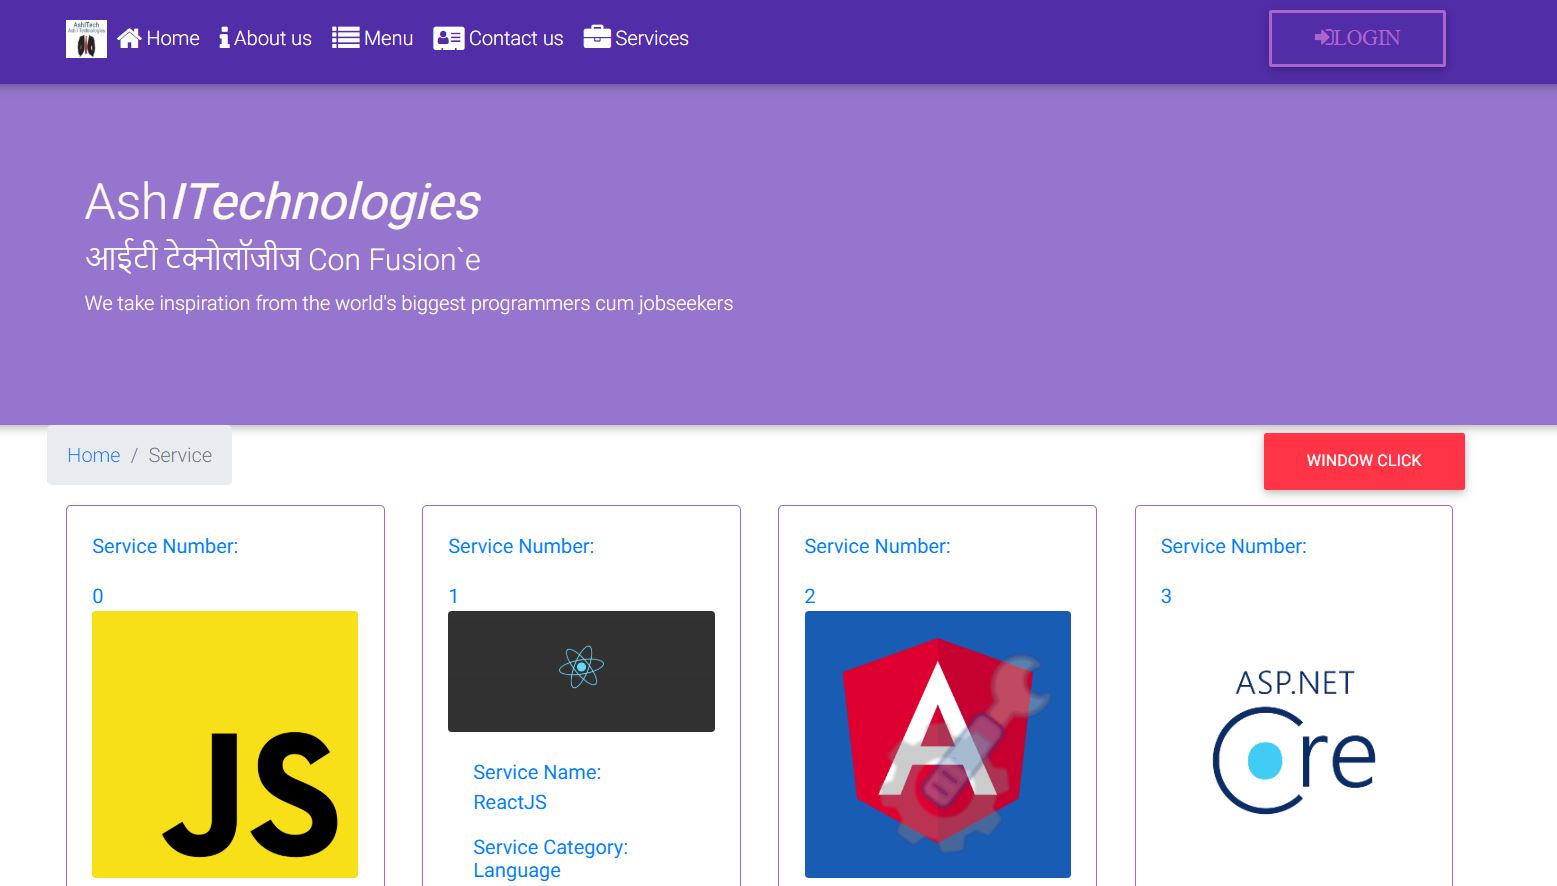 AshITech
Ash I Technologies
Home About us Menu Contact us Services
LOGIN
AshITechnologies
आईटी टेक्नोलॉजीज Con Fusion`e
We take inspiration from the world's biggest programmers cum jobseekers
Home / Service
WINDOW CLICK
Service Number:
0
JS
Service Number:
1
Service Name:
ReactJS
Service Category:
Language
Service Number:
2
A
Service Number:
3
ASP.NET
Core